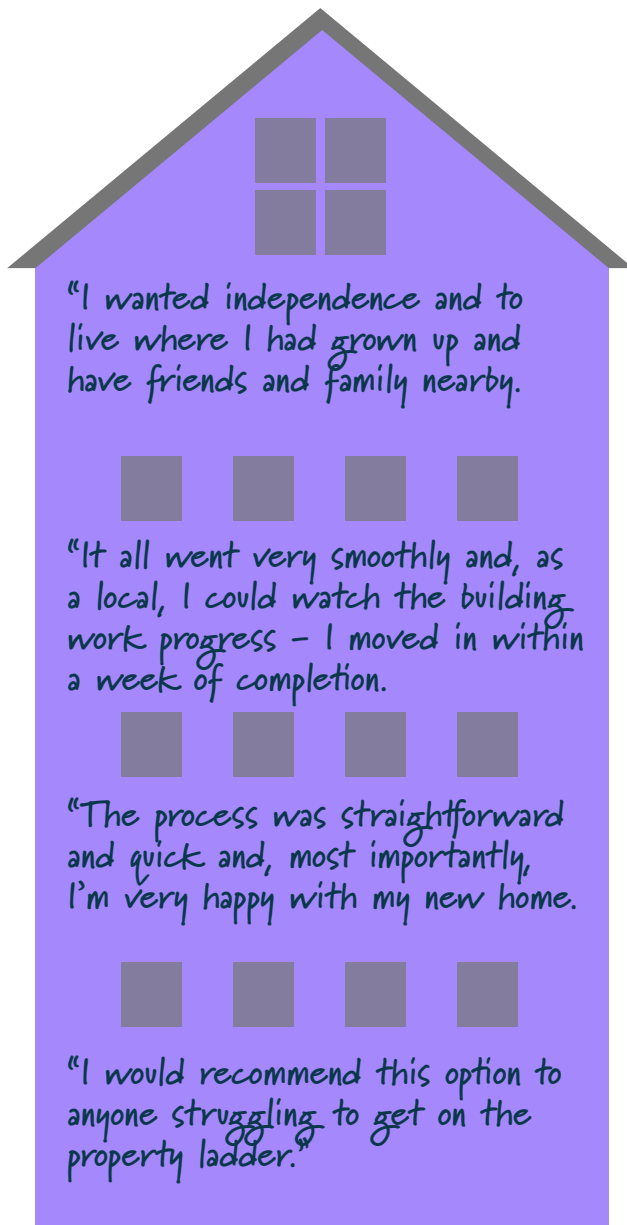 “I wanted independence and to
live where I had grown up and
have friends and family nearby.
“It all went very smoothly and, as
a local, I could watch the building
work progress – I moved in within
a week of completion.
“The process was straightforward
and quick and, most importantly,
I’m very happy with my new home.
“I would recommend this option to
anyone struggling to get on the
property ladder.”